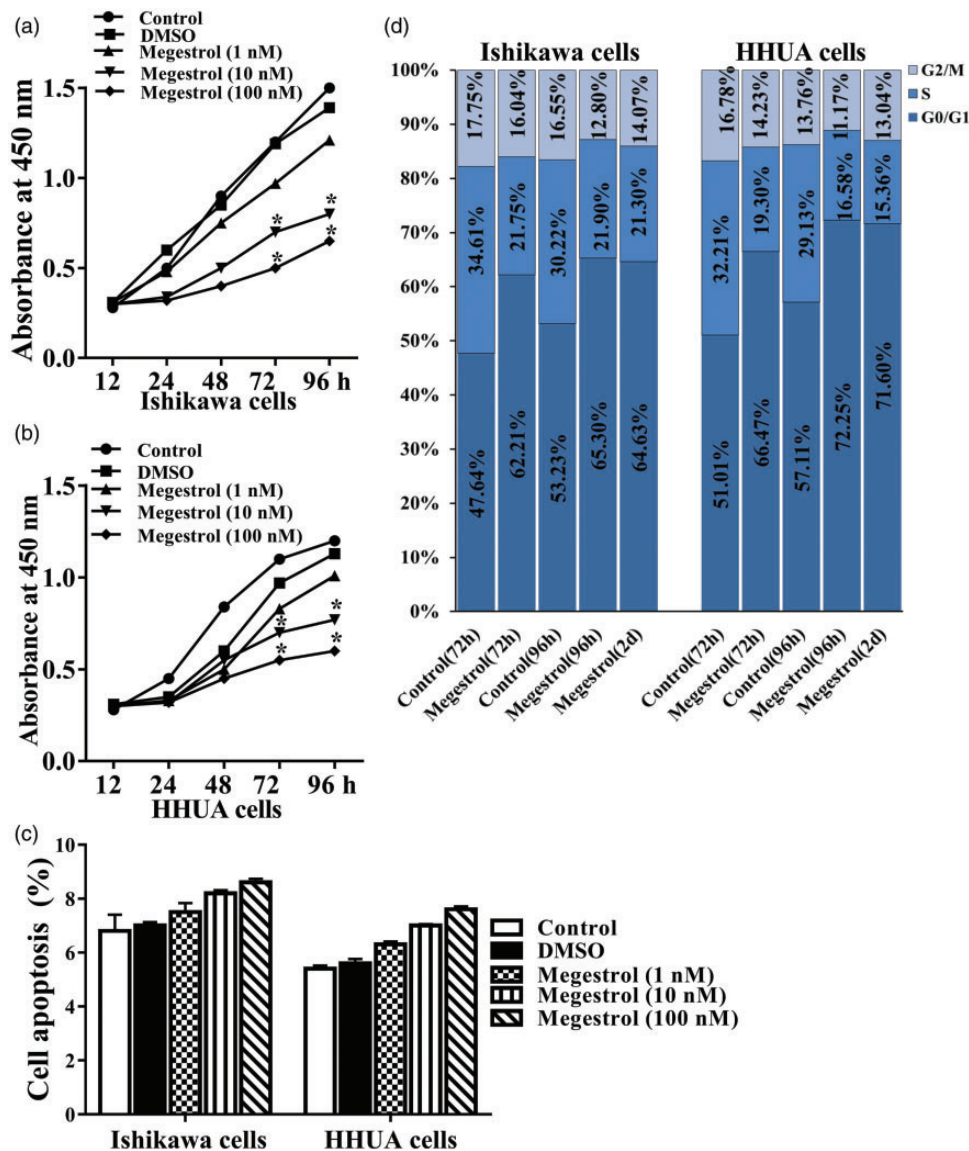 (a)
Control
DMSO
Megestrol (1 nM)
Megestrol (10 nM)
Megestrol (100 nM)
Absorbance at 450 nm
1.5
1.0
0.5
0.0
*
*
*
*
12 24 48 72 96 h
Ishikawa cells
(b)
Control
DMSO
Megestrol (1 nM)
Megestrol (10 nM)
Megestrol (100 nM)
Absorbance at 450 nm
1.5
1.0
0.5
0.0
*
*
*
*
12 24 48 72 96 h
HHUA cells
(c)
Cell apoptosis (%)
10
8
6
4
2
0
Ishikawa cells HHUA cells
Control
DMSO
Megestrol (1 nM)
Megestrol (10 nM)
Megestrol (100 nM)
(d)
Ishikawa cells HHUA cells
G2/M
S
G0/G1
100%
90%
80%
70%
60%
50%
40%
30%
20%
10%
0%
17.75% 16.04% 16.55% 12.80% 14.07%
34.61% 21.75% 30.22% 21.90% 21.30%
47.64% 62.21% 53.23% 65.30% 64.63%
16.78% 14.23% 13.76% 11.17% 13.04%
32.21% 19.30% 29.13% 16.58% 15.36%
51.01% 66.47% 57.11% 72.25% 71.60%
Control(72h)
Megestrol(72h)
Control(96h)
Megestrol(96h)
Megestrol(2d)
Control(72h)
Megestrol(72h)
Control(96h)
Megestrol(96h)
Megestrol(2d)